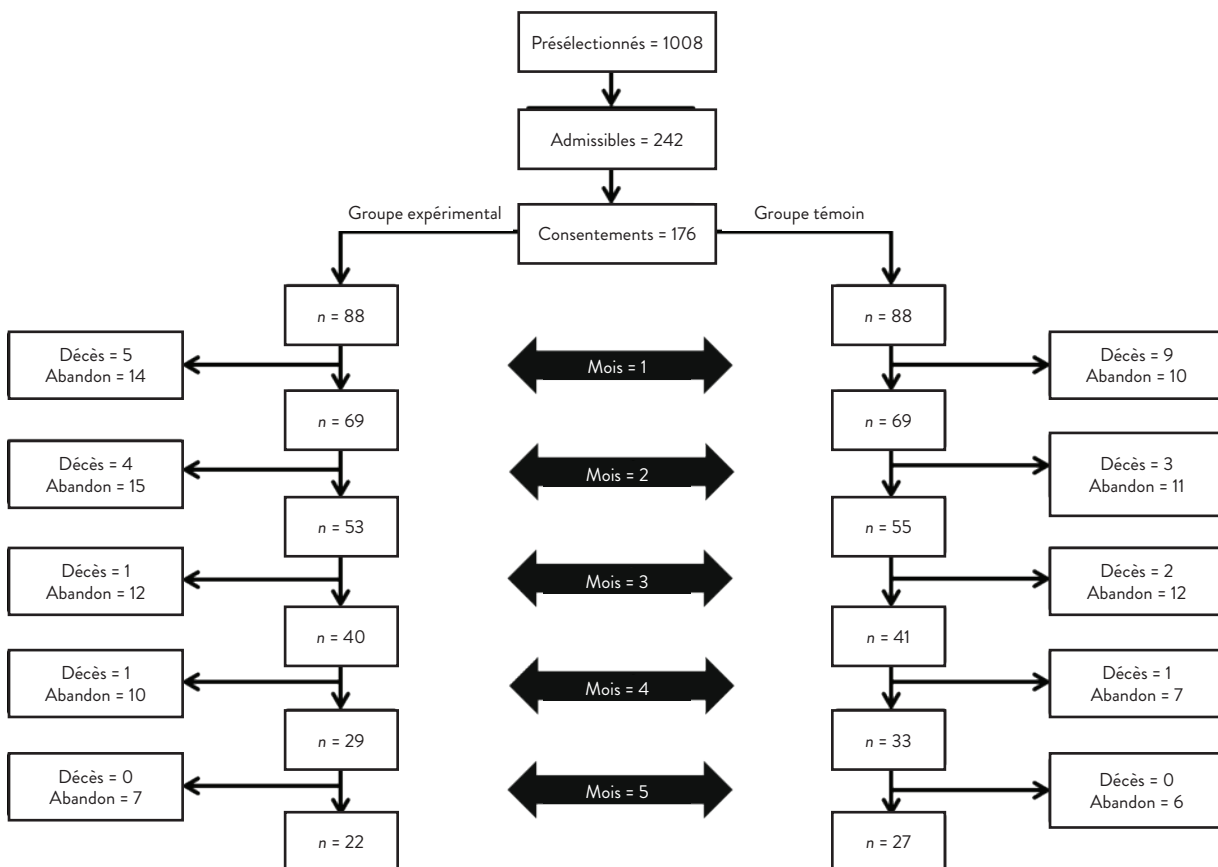 Présélectionnés = 1008
Admissibles = 242
Groupe expérimental
Groupe témoin
Consentements = 176
n = 88
n = 88
Décès = 5
Abandon = 14
Mois = 1
Décès = 9
Abandon = 10
n = 69
n = 69
Décès = 4
Abandon = 15
Mois = 2
Décès = 3
Abandon = 11
n = 53
n = 55
Décès = 1
Abandon = 12
Mois = 3
Décès = 2
Abandon = 12
n = 40
n = 41
Décès = 1
Abandon = 10
Mois = 4
Décès = 1
Abandon = 7
n = 29
n = 33
Décès = 0
Abandon = 7
Mois = 5
Décès = 0
Abandon = 6
n = 22
n = 27